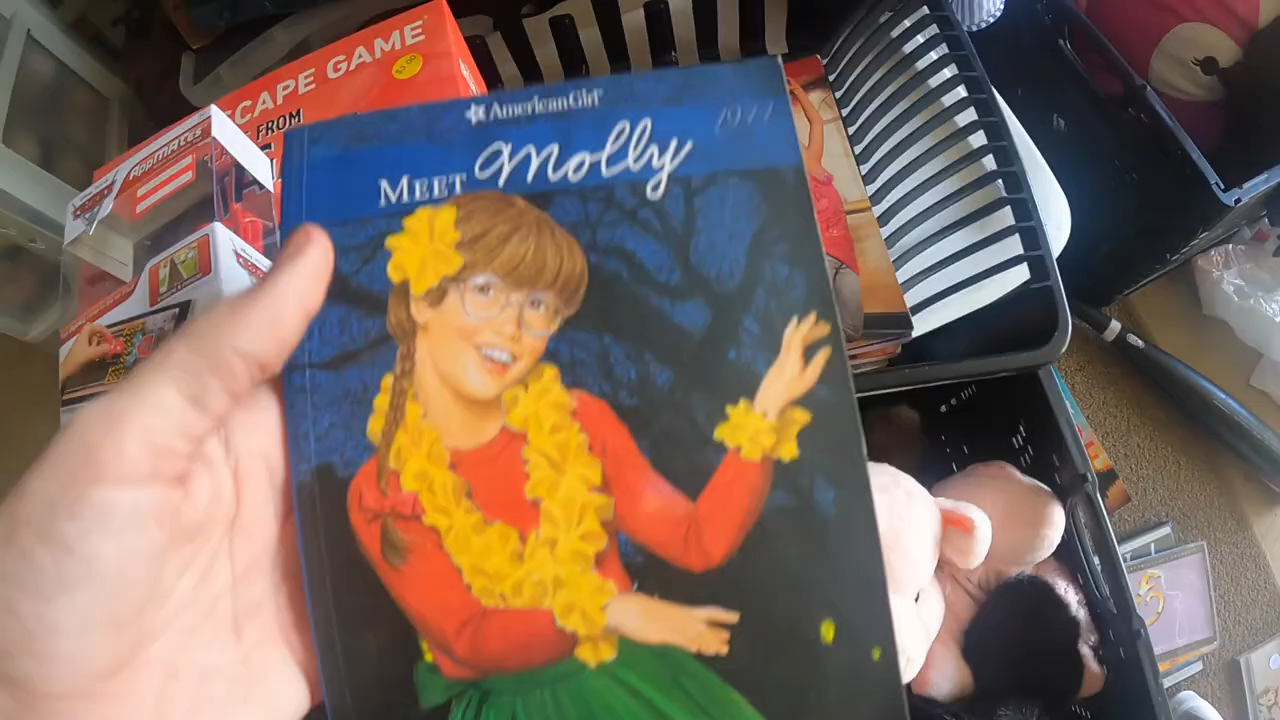 ESCAPE GAME
$3.00
FROM
APPMATES
American Girl
1944
MEET Molly